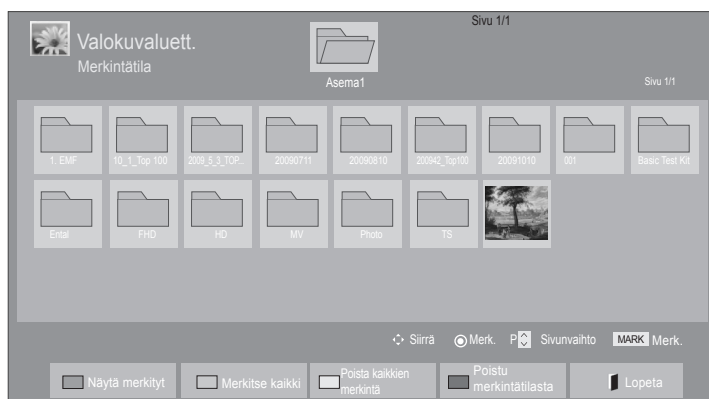 Sivu 1/1
Valokuvaluett.
Merkintätila
Asema1
Sivu 1/1
1. EMF 10_1_Top 100 2009_5_3_TOP... 20090711 20090810 200942_Top100 20091010 001 Basic Test Kit
Ental FHD HD MV Photo TS
Siirrä Merk. P Sivunvaihto MARK Merk.
Näytä merkityt
Merkitse kaikki
Poista kaikkien
merkintä
Poistu
merkintätilasta
Lopeta